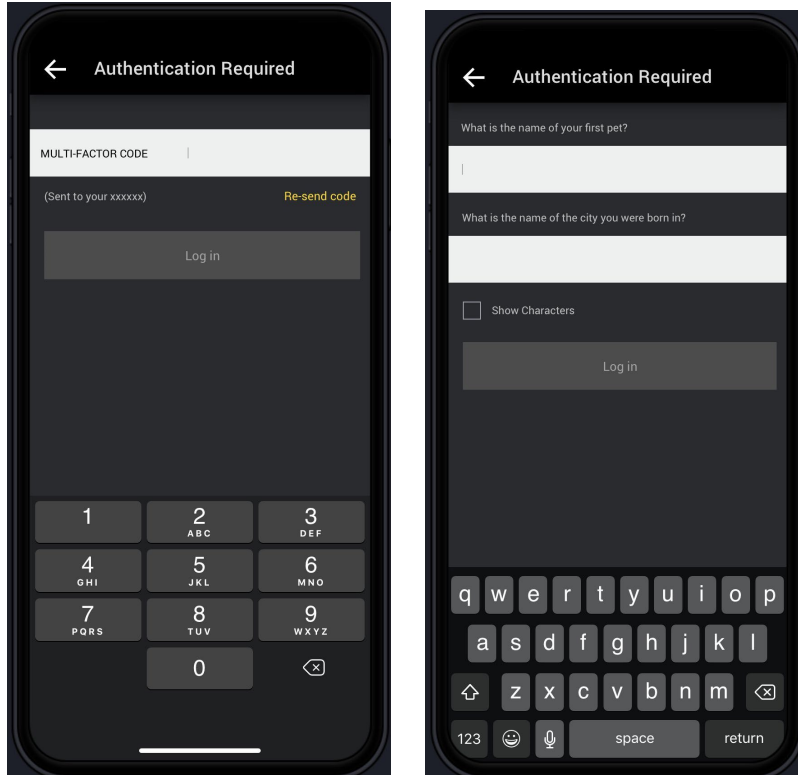 Authentication Required
MULTI-FACTOR CODE
(Sent to your xxxxxx) Re-send code
Log in
1 2 3
ABC DEF
4 5 6
GHI JKL MNO
7 8 9
PQRS TUV WXYZ
0
Authentication Required
What is the name of your first pet?
What is the name of the city you were born in?
Show Characters
Log in
q w e r t y u i o p
a s d f g h j k l
z x c v b n m
123 space return